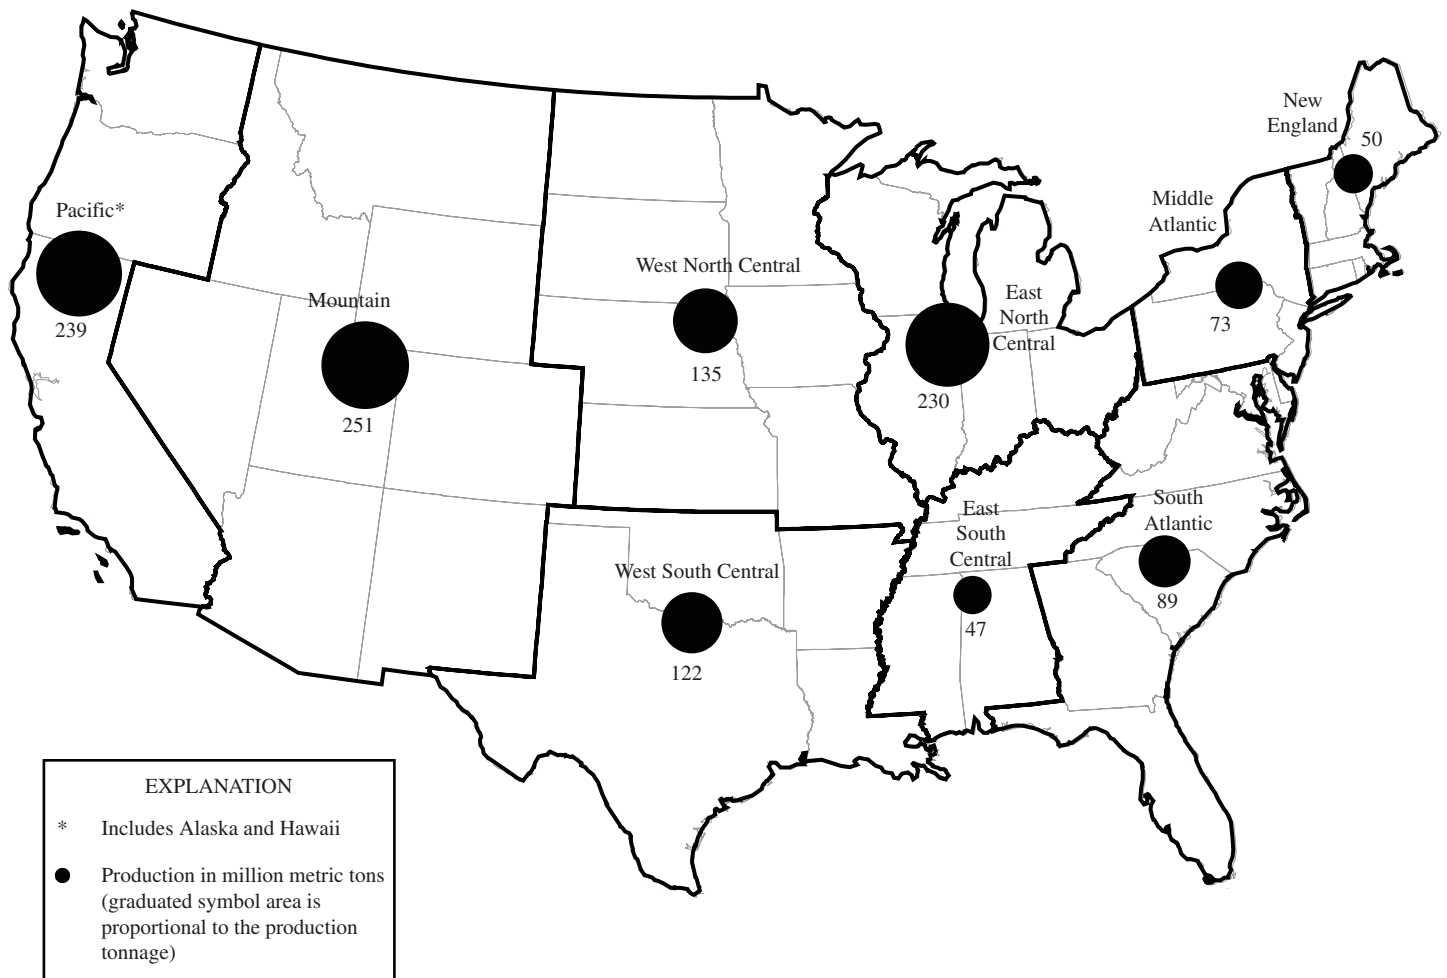 New
England
50
Middle
Atlantic
73
Pacific*
239
Mountain
251
West North Central
135
East
North
Central
230
South
Atlantic
89
East
South
Central
47
West South Central
122
EXPLANATION
* Includes Alaska and Hawaii
Production in million metric tons
(graduated symbol area is
proportional to the production
tonnage)